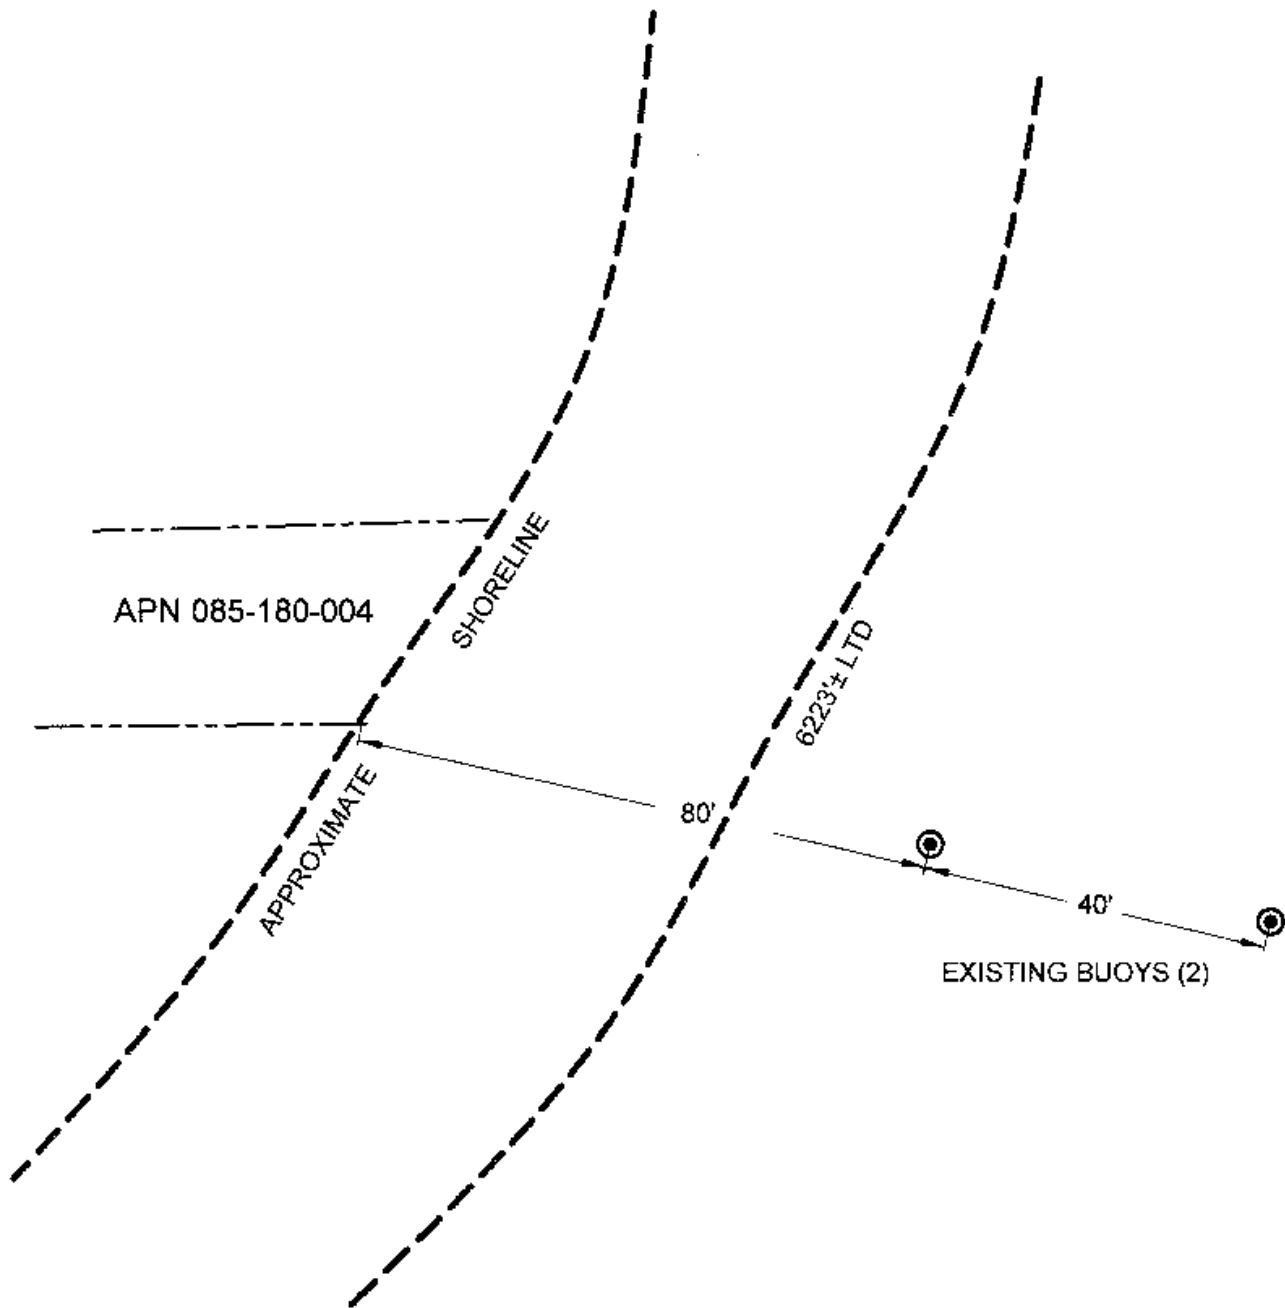 SHORELINE
APN 085-180-004
6223'± LTD
APPROXIMATE
80'
40'
EXISTING BUOYS (2)